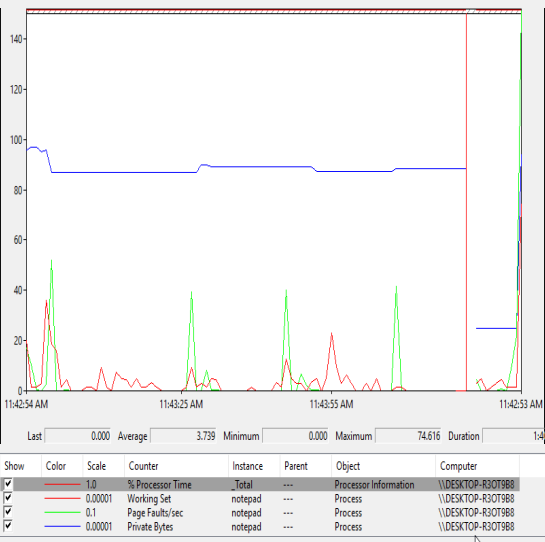 140
120
100
80
60
40
20
0
11:42:54 AM 11:43:25 AM 11:43:55 AM 11:42:53 AM
Last 0.000 Average 3.739 Minimum 0.000 Maximum 74.616 Duration 1:4
Show Color Scale Counter Instance Parent Object Computer
1.0 % Processor Time _Total --- Processor Information \\DESKTOP-R3OT9B8
0.00001 Working Set notepad --- Process \\DESKTOP-R3OT9B8
0.1 Page Faults/sec notepad --- Process \\DESKTOP-R3OT9B8
0.00001 Private Bytes notepad --- Process \\DESKTOP-R3OT9B8